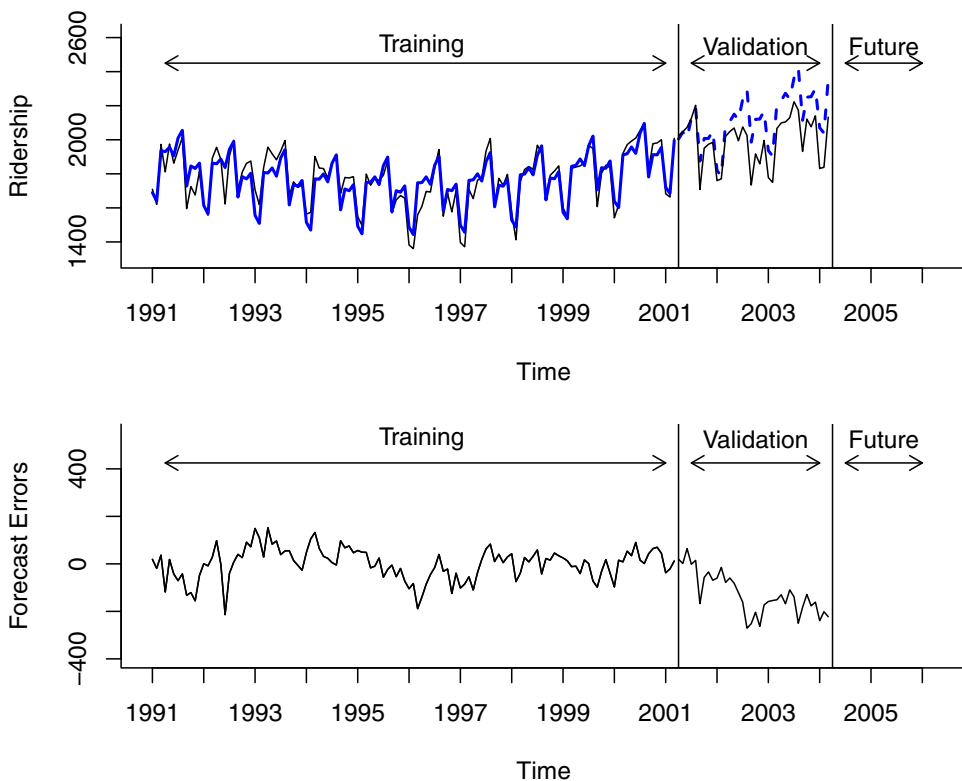 Ridership
2600
2000
1400
Training
Validation
Future
1991 1993 1995 1997 1999 2001 2003 2005
Time
Forecast Errors
400
0
−400
Training
Validation
Future
1991 1993 1995 1997 1999 2001 2003 2005
Time